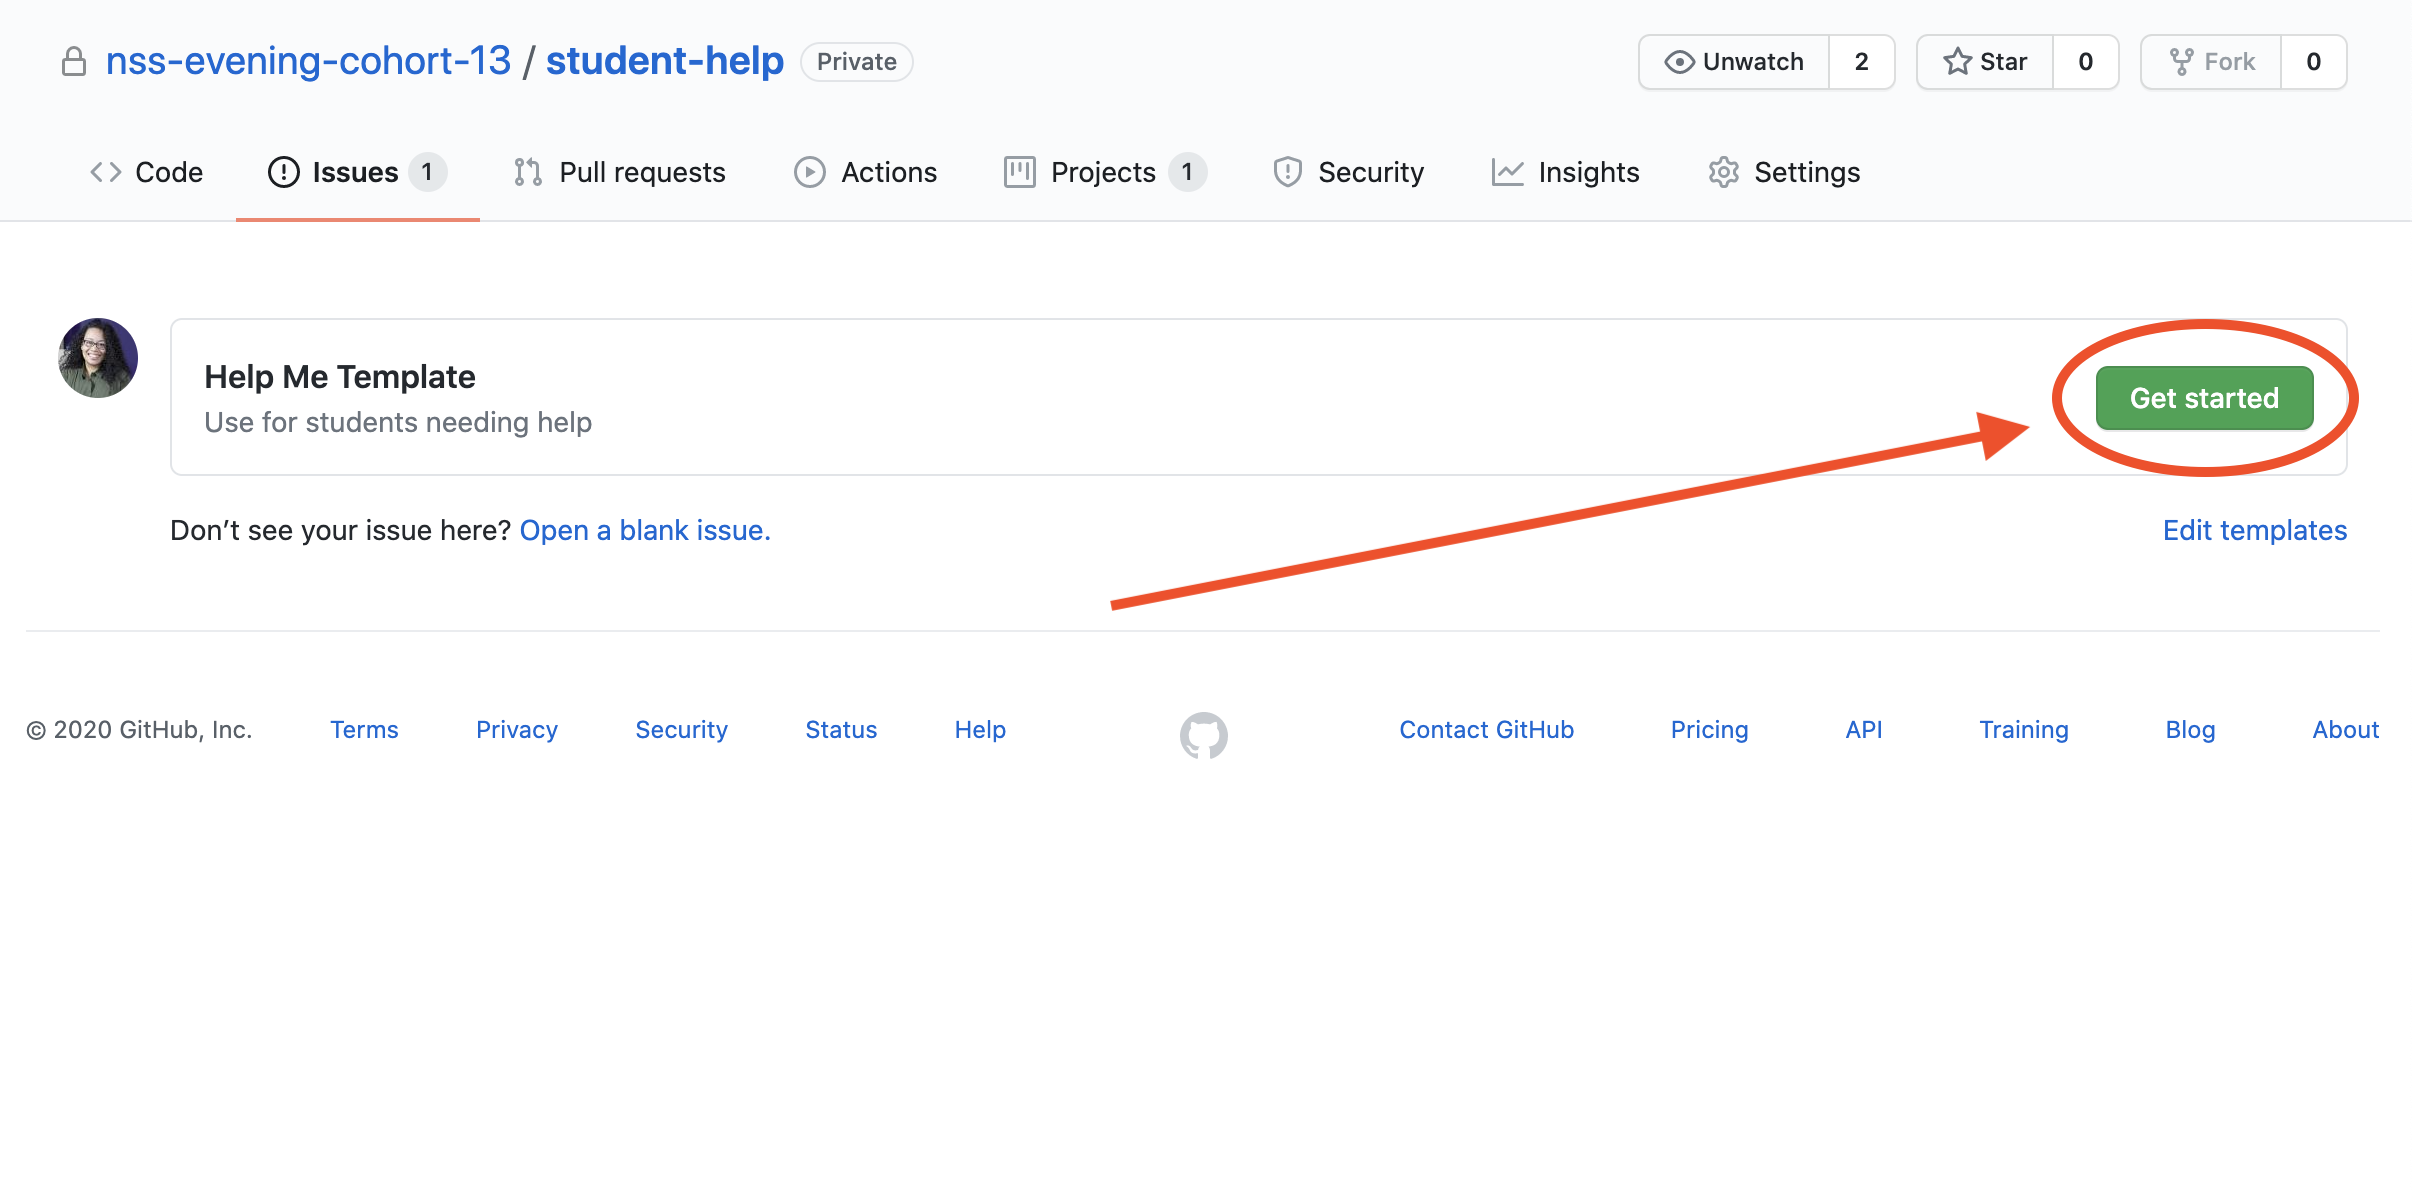 nss-evening-cohort-13 / student-help Private Unwatch 2 Star 0 Fork 0
Code Issues 1 Pull requests Actions Projects 1 Security Insights Settings
Help Me Template
Use for students needing help
Get started
Don’t see your issue here? Open a blank issue. Edit templates
© 2020 GitHub, Inc. Terms Privacy Security Status Help Contact GitHub Pricing API Training Blog About